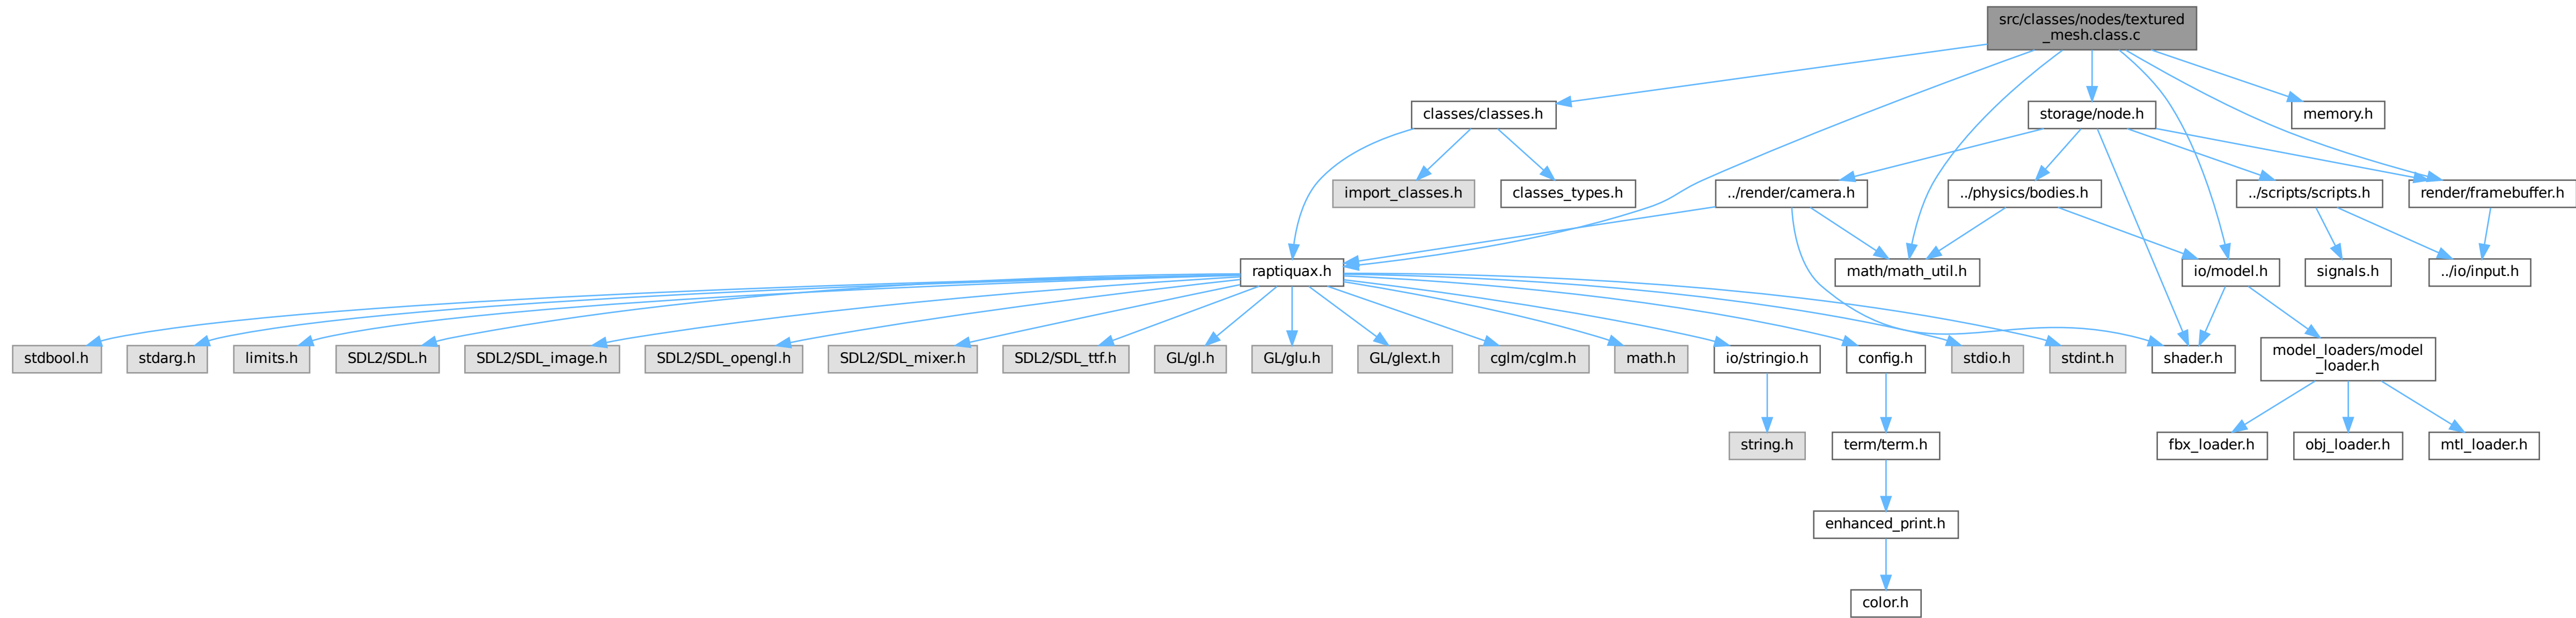 src/classes/nodes/textured
_mesh.class.c
classes/classes.h
storage/node.h
memory.h
import_classes.h
classes_types.h
../render/camera.h
../physics/bodies.h
../scripts/scripts.h
render/framebuffer.h
raptiquax.h
math/math_util.h
io/model.h
signals.h
../io/input.h
stdbool.h
stdarg.h
limits.h
SDL2/SDL.h
SDL2/SDL_image.h
SDL2/SDL_opengl.h
SDL2/SDL_mixer.h
SDL2/SDL_ttf.h
GL/gl.h
GL/glu.h
GL/glext.h
cglm/cglm.h
math.h
io/stringio.h
config.h
stdio.h
stdint.h
shader.h
model_loaders/model
_loader.h
string.h
term/term.h
fbx_loader.h
obj_loader.h
mtl_loader.h
enhanced_print.h
color.h